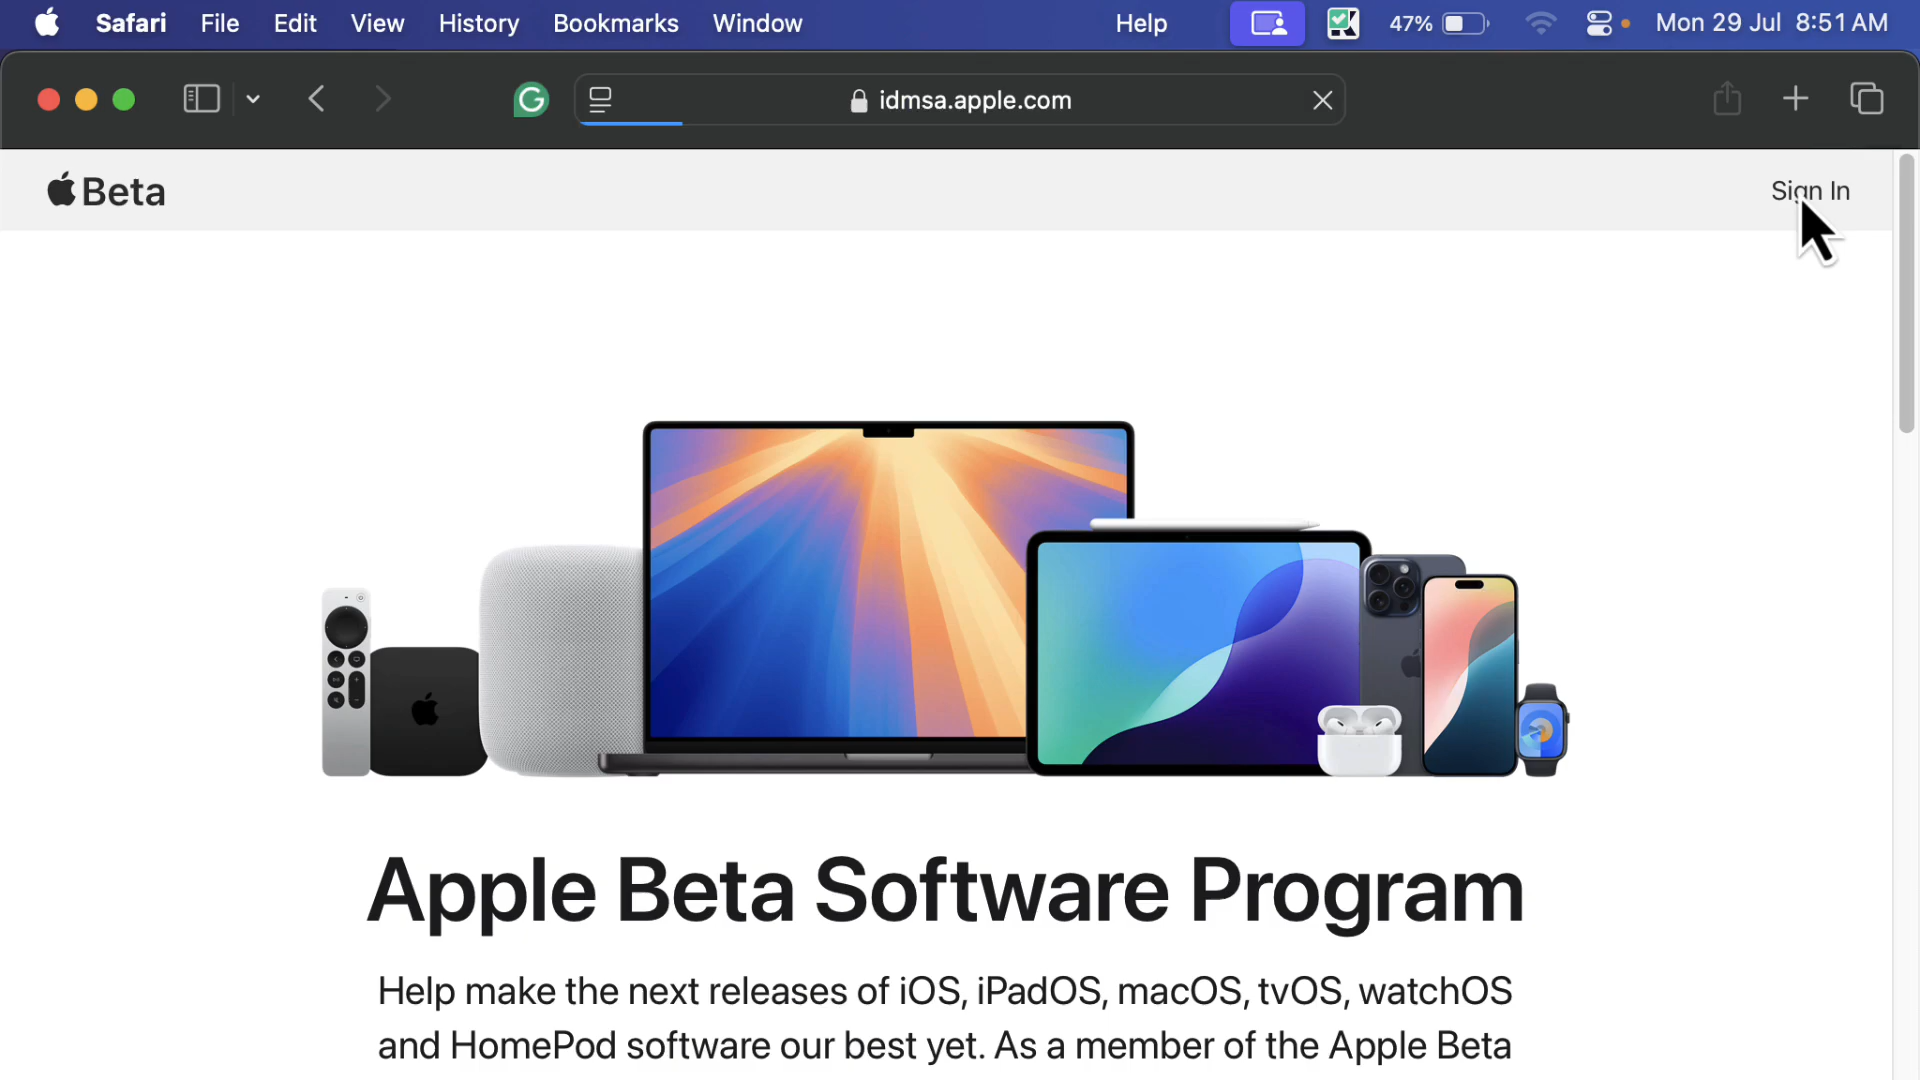 Safari File Edit View History Bookmarks Window Help 47% Mon 29 Jul 8:51 AM
idmsa.apple.com
Beta Sign In
Apple Beta Software Program
Help make the next releases of iOS, iPadOS, macOS, tvOS, watchOS
and HomePod software our best yet. As a member of the Apple Beta